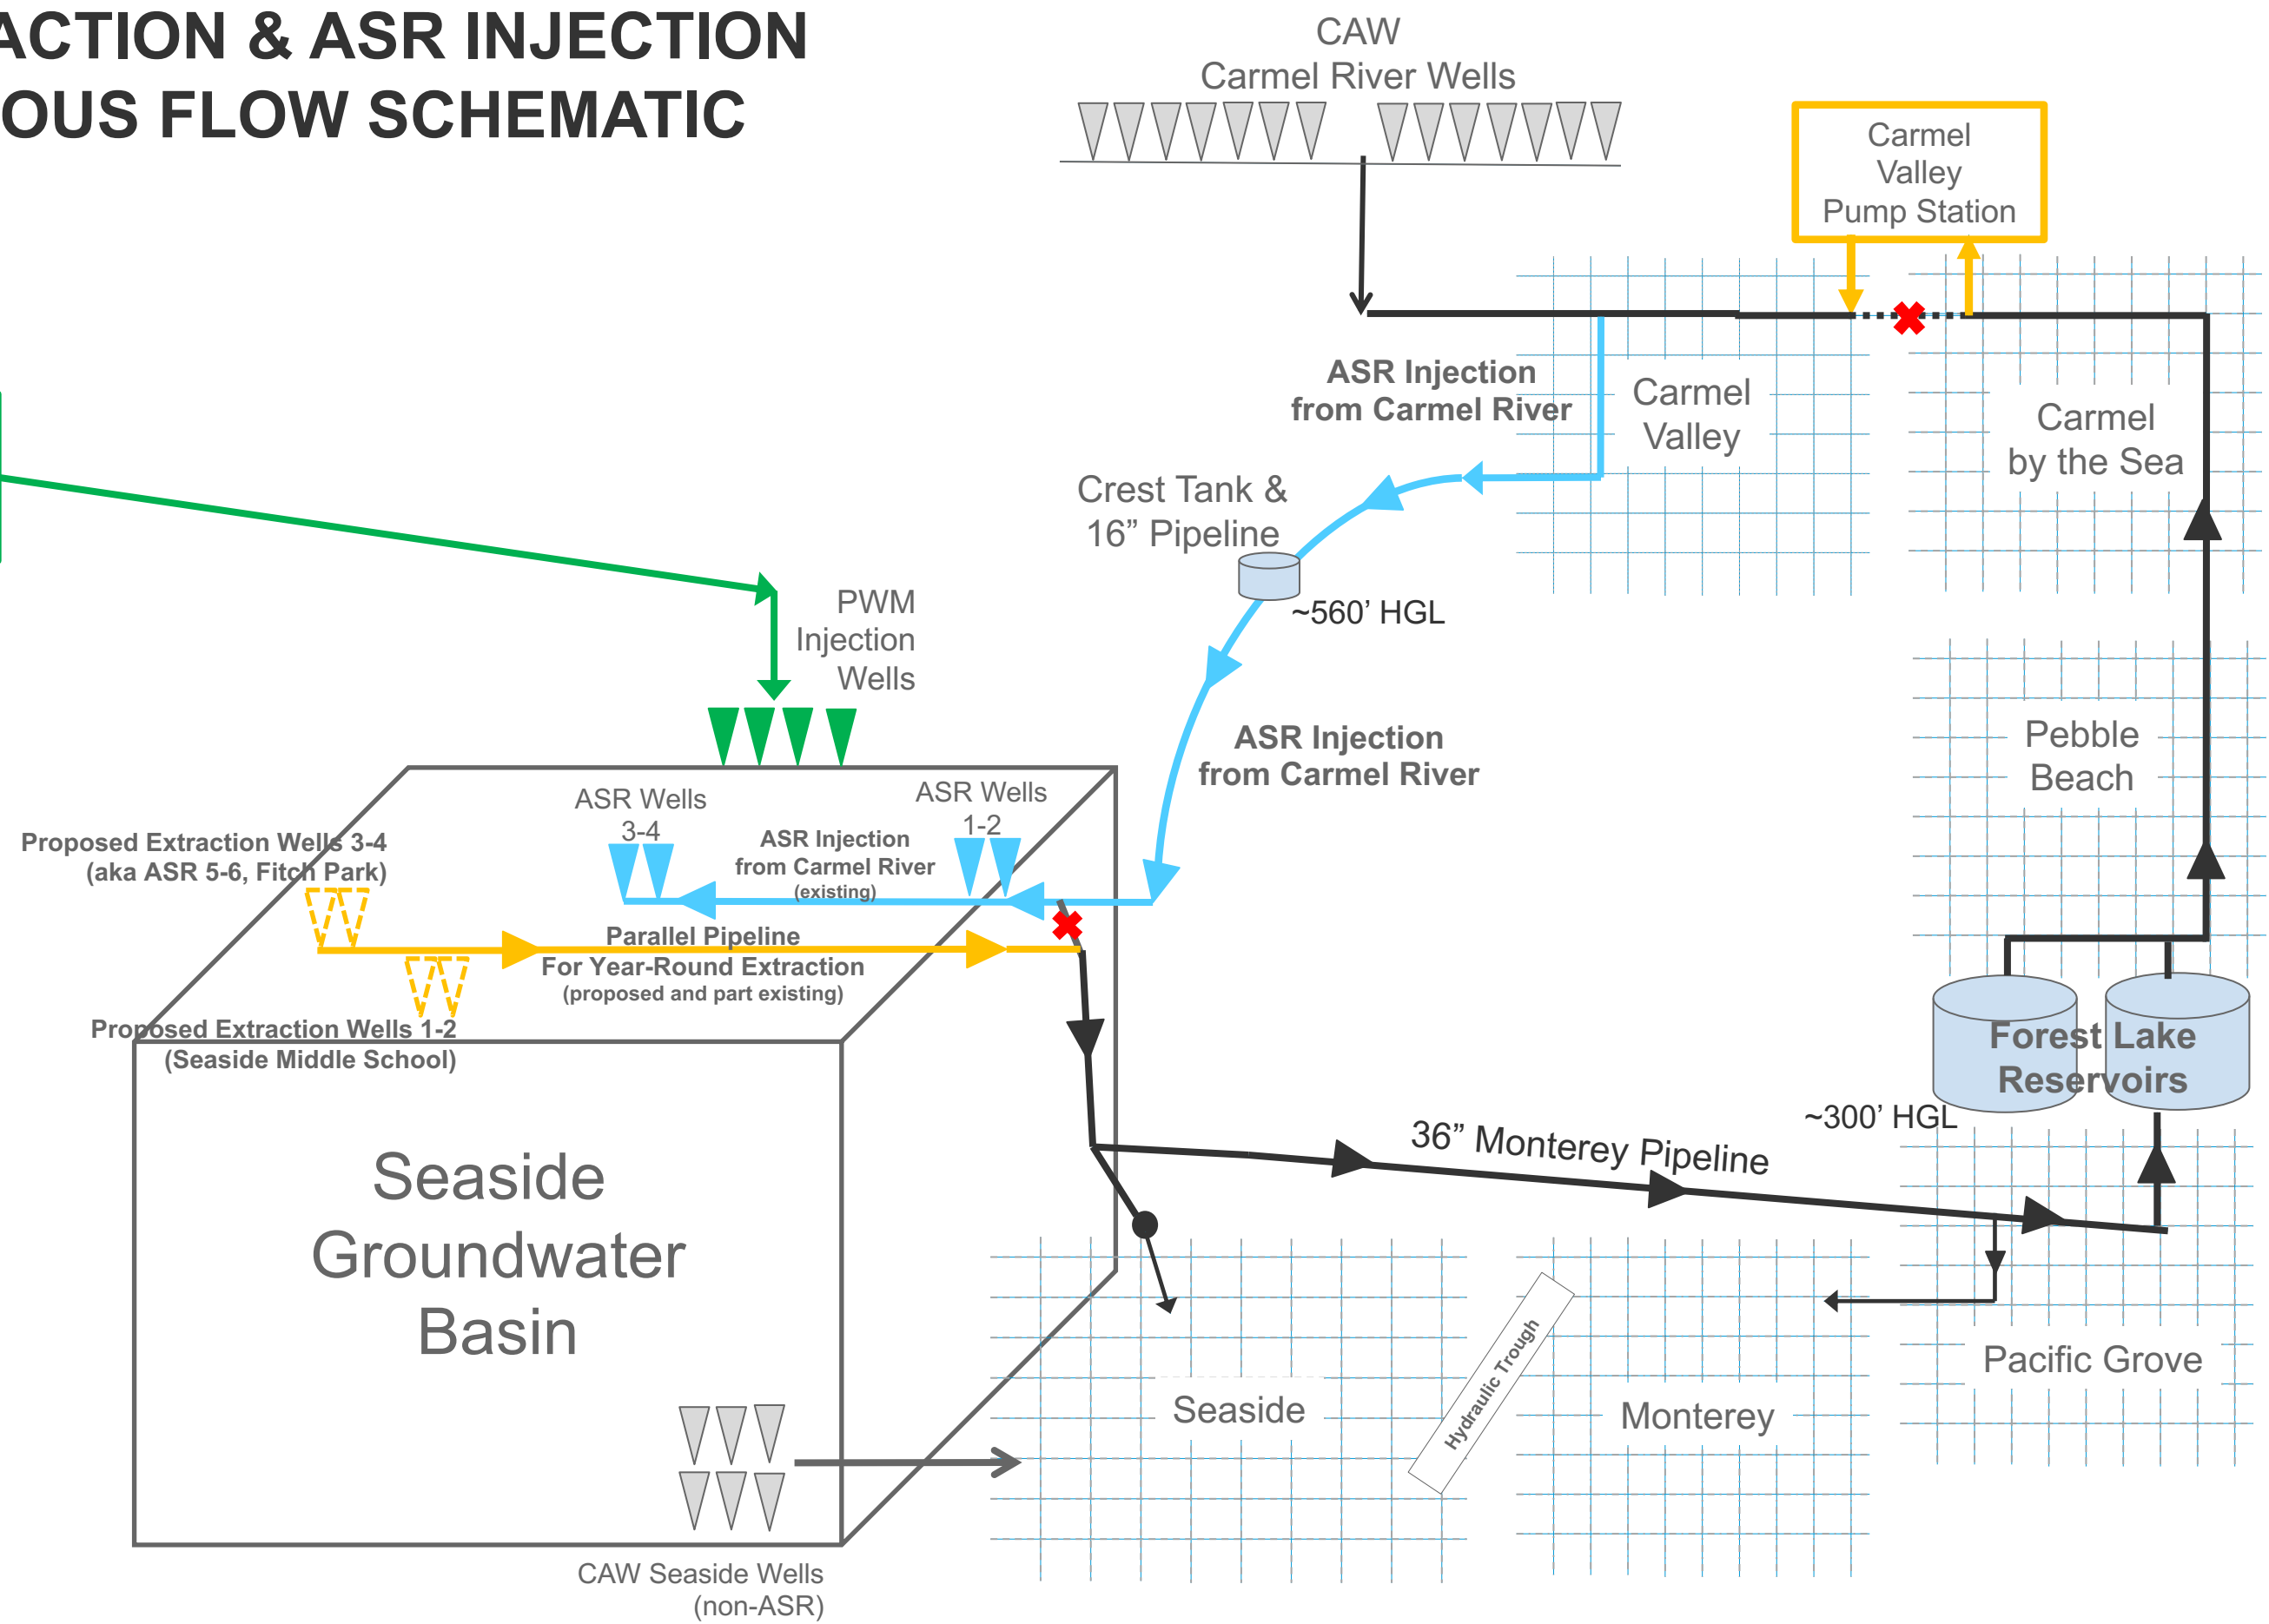 ACTION & ASR INJECTION
OUS FLOW SCHEMATIC
CAW
Carmel River Wells
Carmel
Valley
Pump Station
ASR Injection
from Carmel River
Carmel
Valley
Carmel
by the Sea
Crest Tank &
16” Pipeline
~560’ HGL
PWM
Injection
Wells
ASR Injection
from Carmel River
Pebble
Beach
ASR Wells
3-4
ASR Wells
1-2
ASR Injection
from Carmel River
(existing)
Proposed Extraction Wells 3-4
(aka ASR 5-6, Fitch Park)
Parallel Pipeline
For Year-Round Extraction
(proposed and part existing)
Proposed Extraction Wells 1-2
(Seaside Middle School)
Forest Lake
Reservoirs
~300’ HGL
36” Monterey Pipeline
Seaside
Groundwater
Basin
Hydraulic Trough
Seaside
Monterey
Pacific Grove
CAW Seaside Wells
(non-ASR)